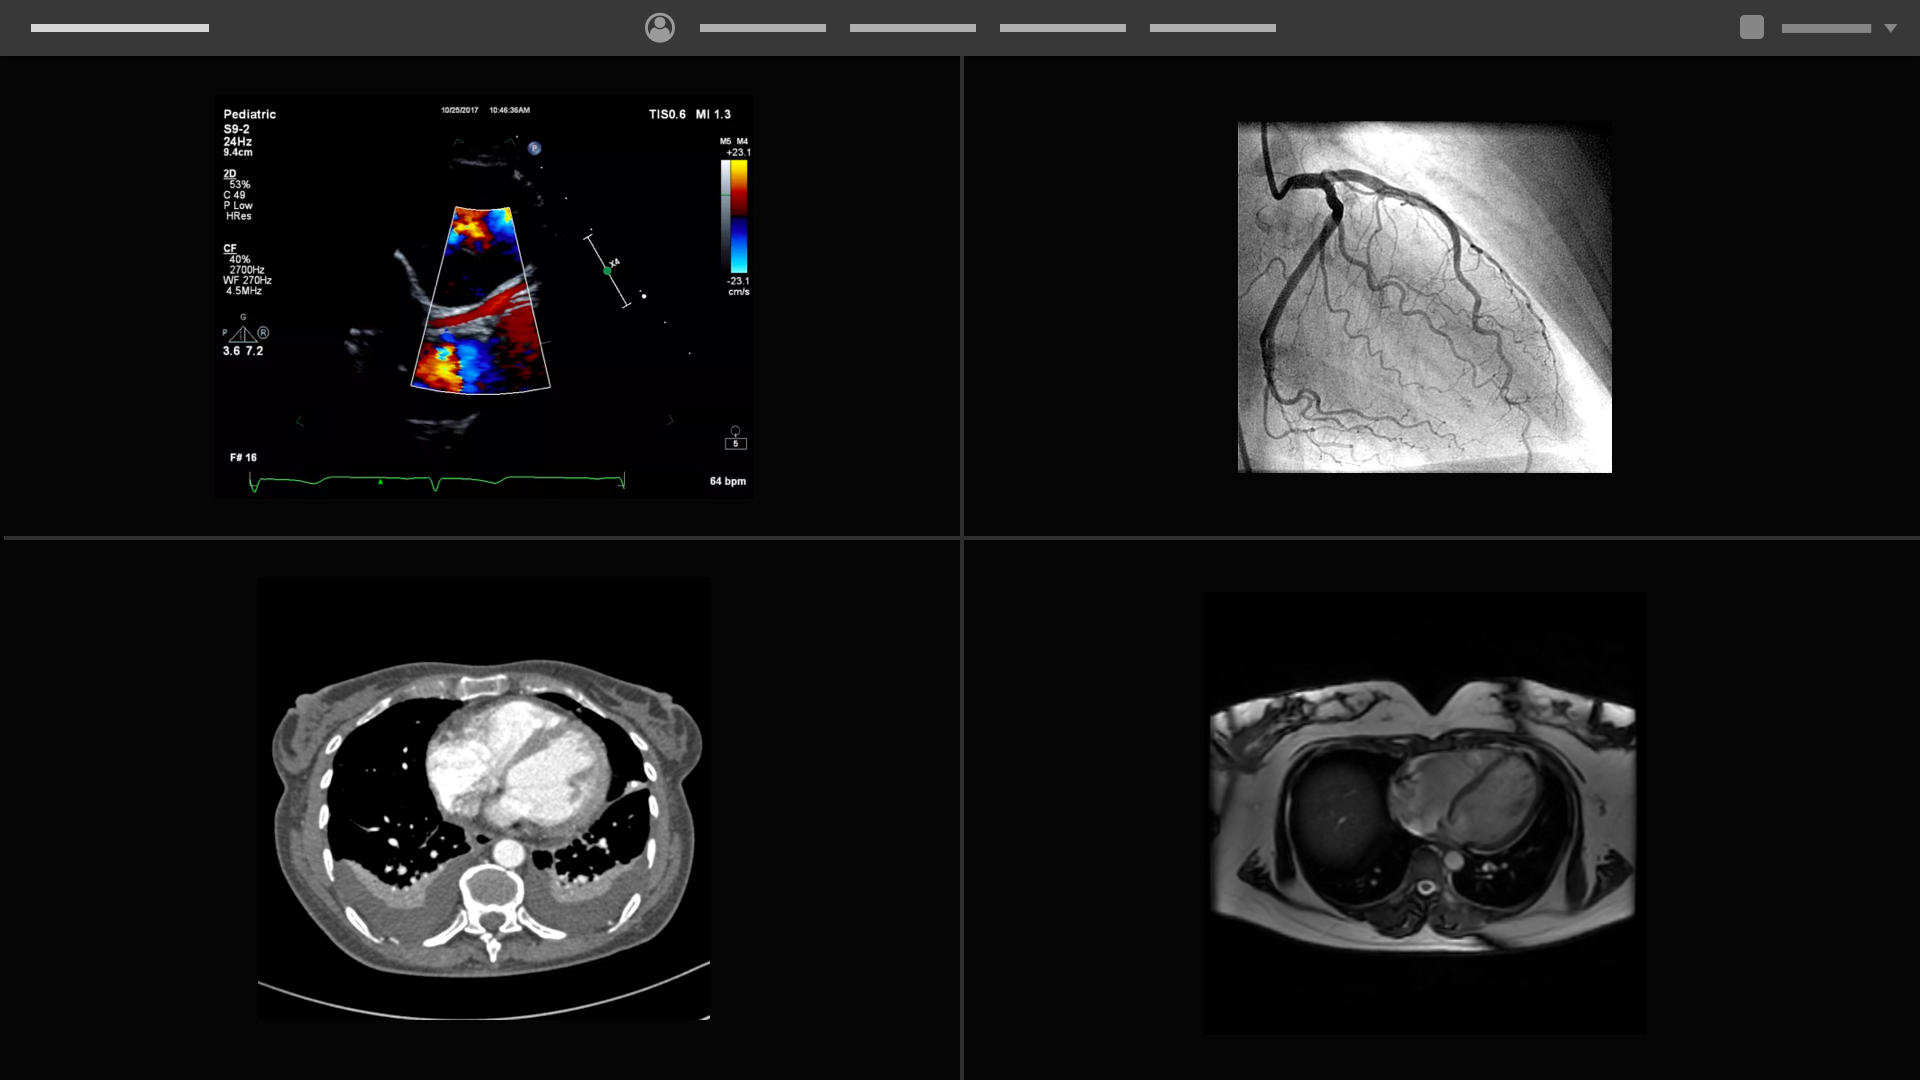 Pediatric
S9-2
24Hz
9.4cm
2D
53%
C 49
P Low
HRes
CF
40%
2700Hz
WF 270Hz
4.5MHz
10/25/2017 10:46:36AM
TIS0.6 MI 1.3
M5 M4
+23.1
-23.1
cm/s
P
X4
G
P R
3.6 7.2
5
F# 16
64 bpm